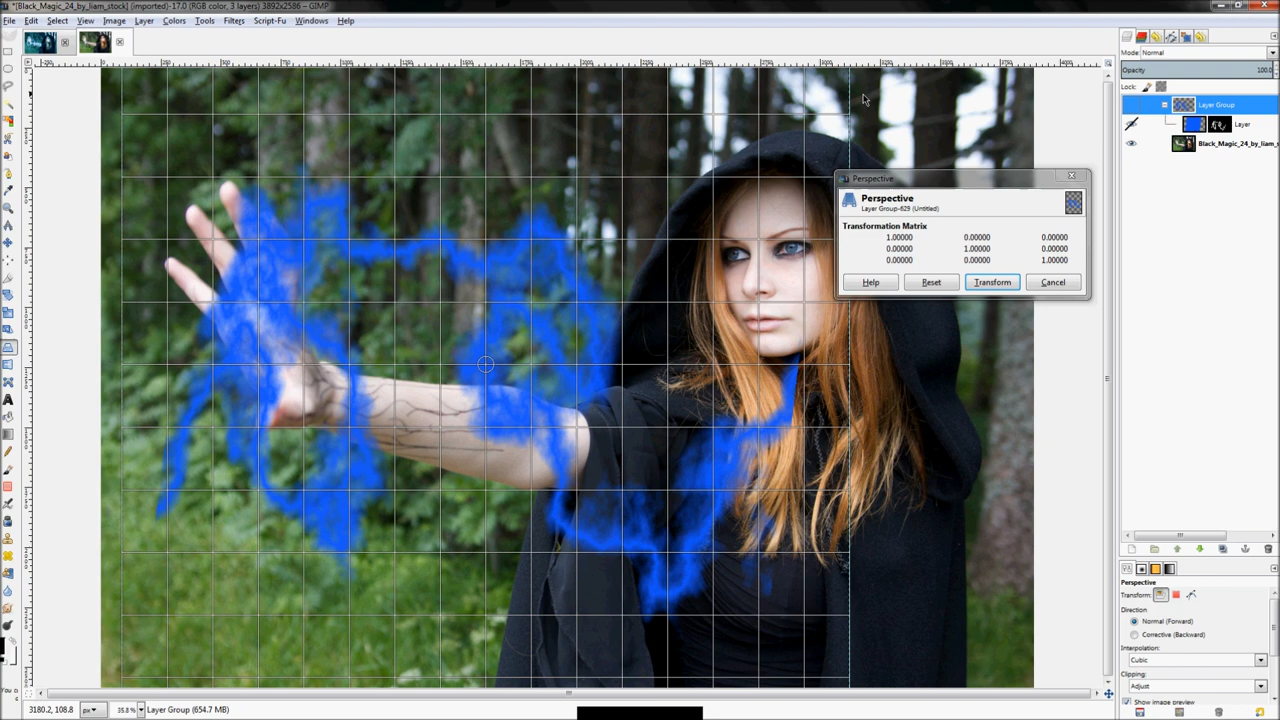 *[Black_Magic_24_by_liam_stock] (imported)-17.0 (RGB color, 3 layers) 3892x2586 – GIMP
File Edit Select View Image Layer Colors Tools Filters Script-Fu Windows Help
Mode: Normal
Opacity 100.0
Lock:
Layer Group
Layer
Black_Magic_24_by_liam_s
Perspective
Perspective
Layer Group-629 (Untitled)
Transformation Matrix
1.00000 0.00000 0.00000
0.00000 1.00000 0.00000
0.00000 0.00000 1.00000
Help Reset Transform Cancel
Perspective
Transform:
Direction
Normal (Forward)
Corrective (Backward)
Interpolation:
Cubic
Clipping:
Adjust
Show image preview
3180.2, 108.8 px 35.8 % Layer Group (654.7 MB)